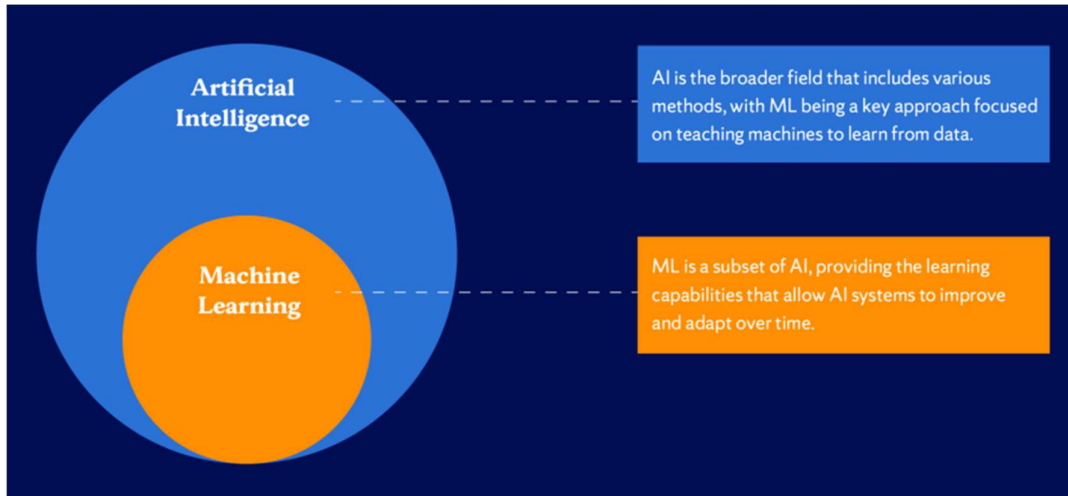 Artificial
Intelligence
AI is the broader field that includes various
methods, with ML being a key approach focused
on teaching machines to learn from data.
Machine
Learning
ML is a subset of AI, providing the learning
capabilities that allow AI systems to improve
and adapt over time.